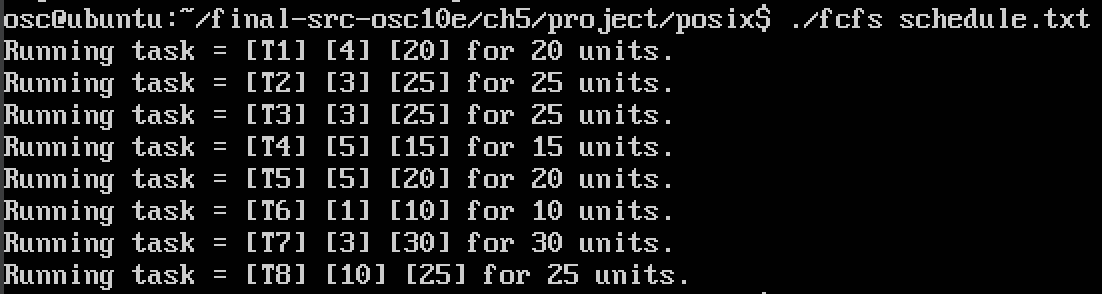 osc@ubuntu:~/final-src-osc10e/ch5/project/posix$ ./fcfs schedule.txt
Running task = [T1] [4] [20] for 20 units.
Running task = [T2] [3] [25] for 25 units.
Running task = [T3] [3] [25] for 25 units.
Running task = [T4] [5] [15] for 15 units.
Running task = [T5] [5] [20] for 20 units.
Running task = [T6] [1] [10] for 10 units.
Running task = [T7] [3] [30] for 30 units.
Running task = [T8] [10] [25] for 25 units.